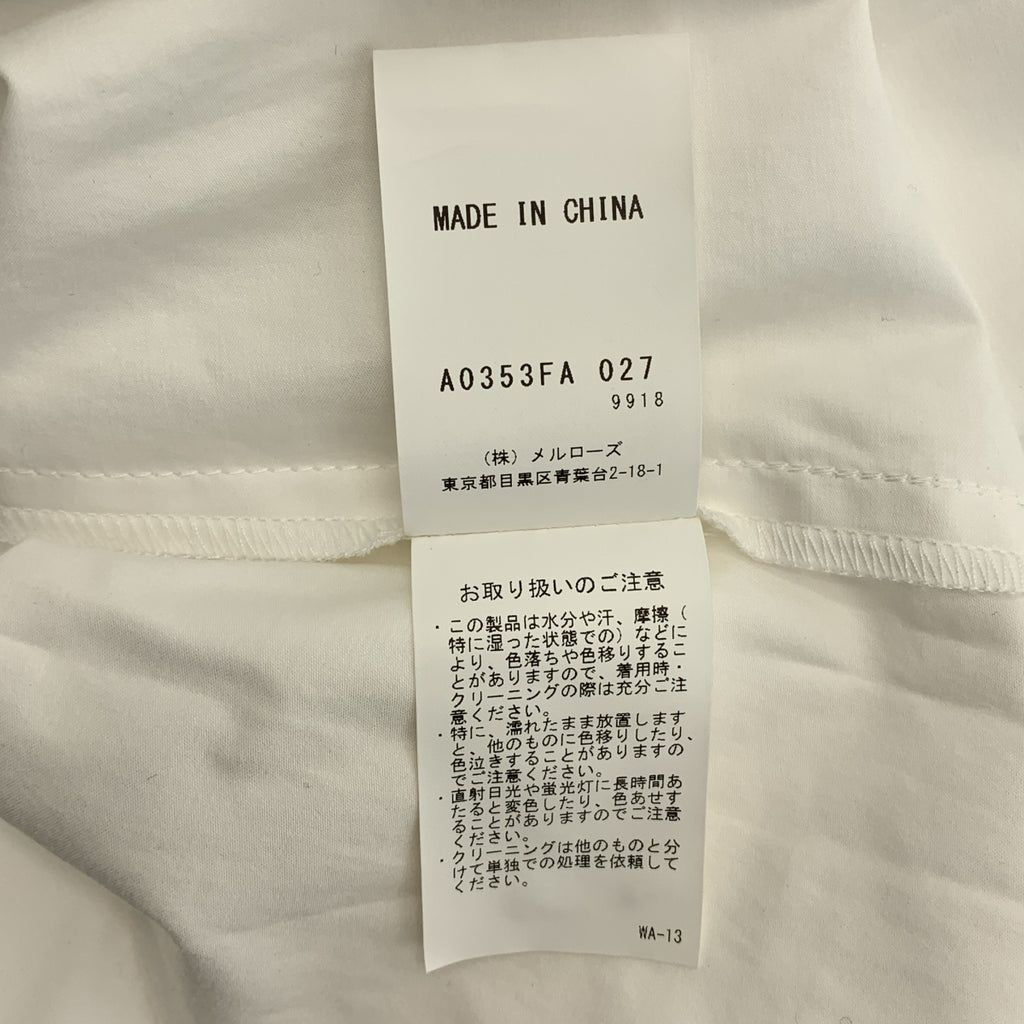 MADE IN CHINA
A0353FA 027
9918
(株) メルローズ
東京都目黒区青葉台2-18-1
お取り扱いのご注意
・この製品は水分や汗、摩擦(
特に湿った状態での)などに
より、色落ちや色移りするこ
とがありますので、着用時・
クリーニングの際は充分ご注
意ください。
・特に、濡れたまま放置します
と、他のものに色移りしたり、
色泣きすることがありますの
でご注意ください。
・直射日光や蛍光灯に長時間あ
たると変色したり、色あせす
ることがありますのでご注意
ください。
・クリーニングは他のものと分
けて単独での処理を依頼して
ください。
WA-13